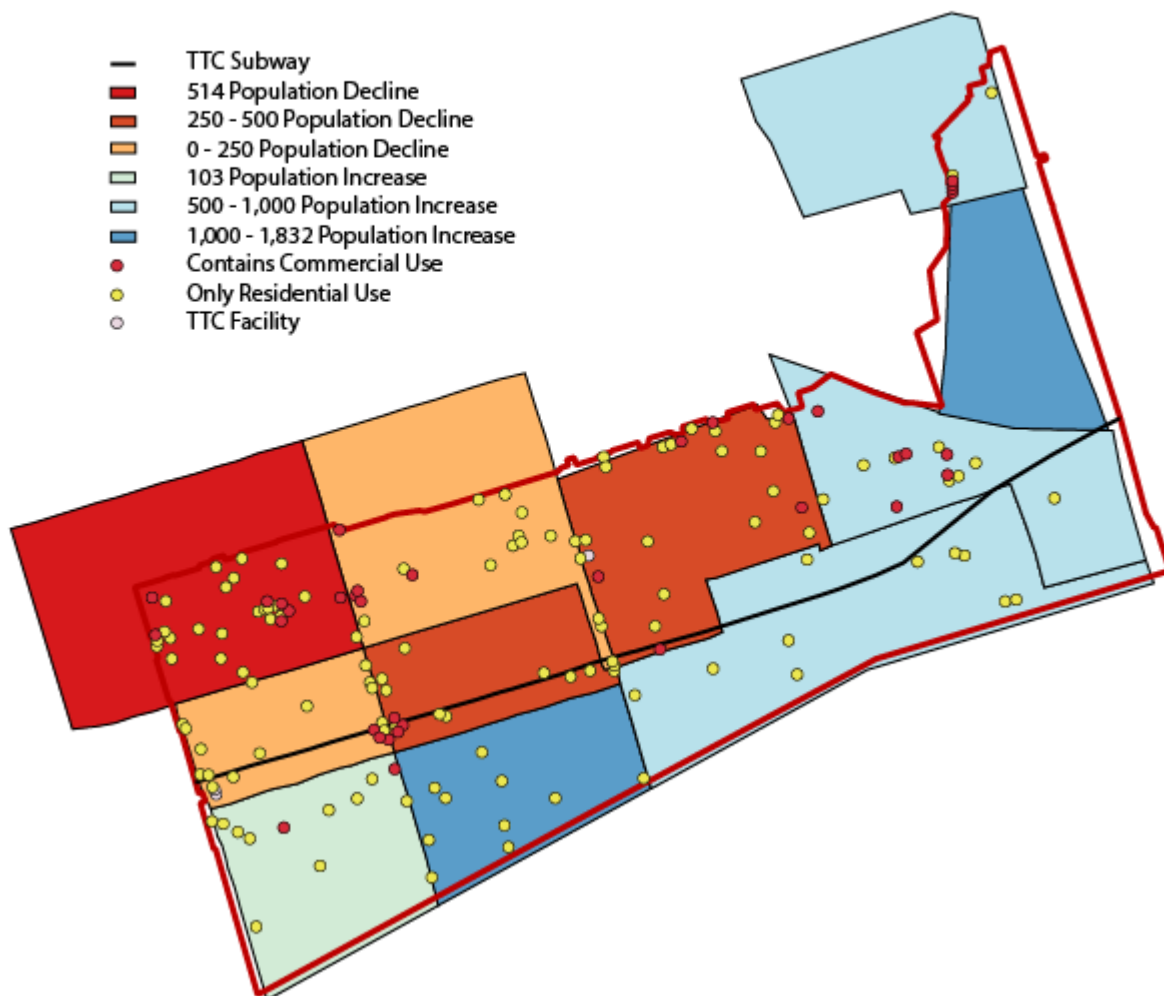 TTC Subway
514 Population Decline
250 - 500 Population Decline
0 - 250 Population Decline
103 Population Increase
500 - 1,000 Population Increase
1,000 - 1,832 Population Increase
Contains Commercial Use
Only Residential Use
TTC Facility